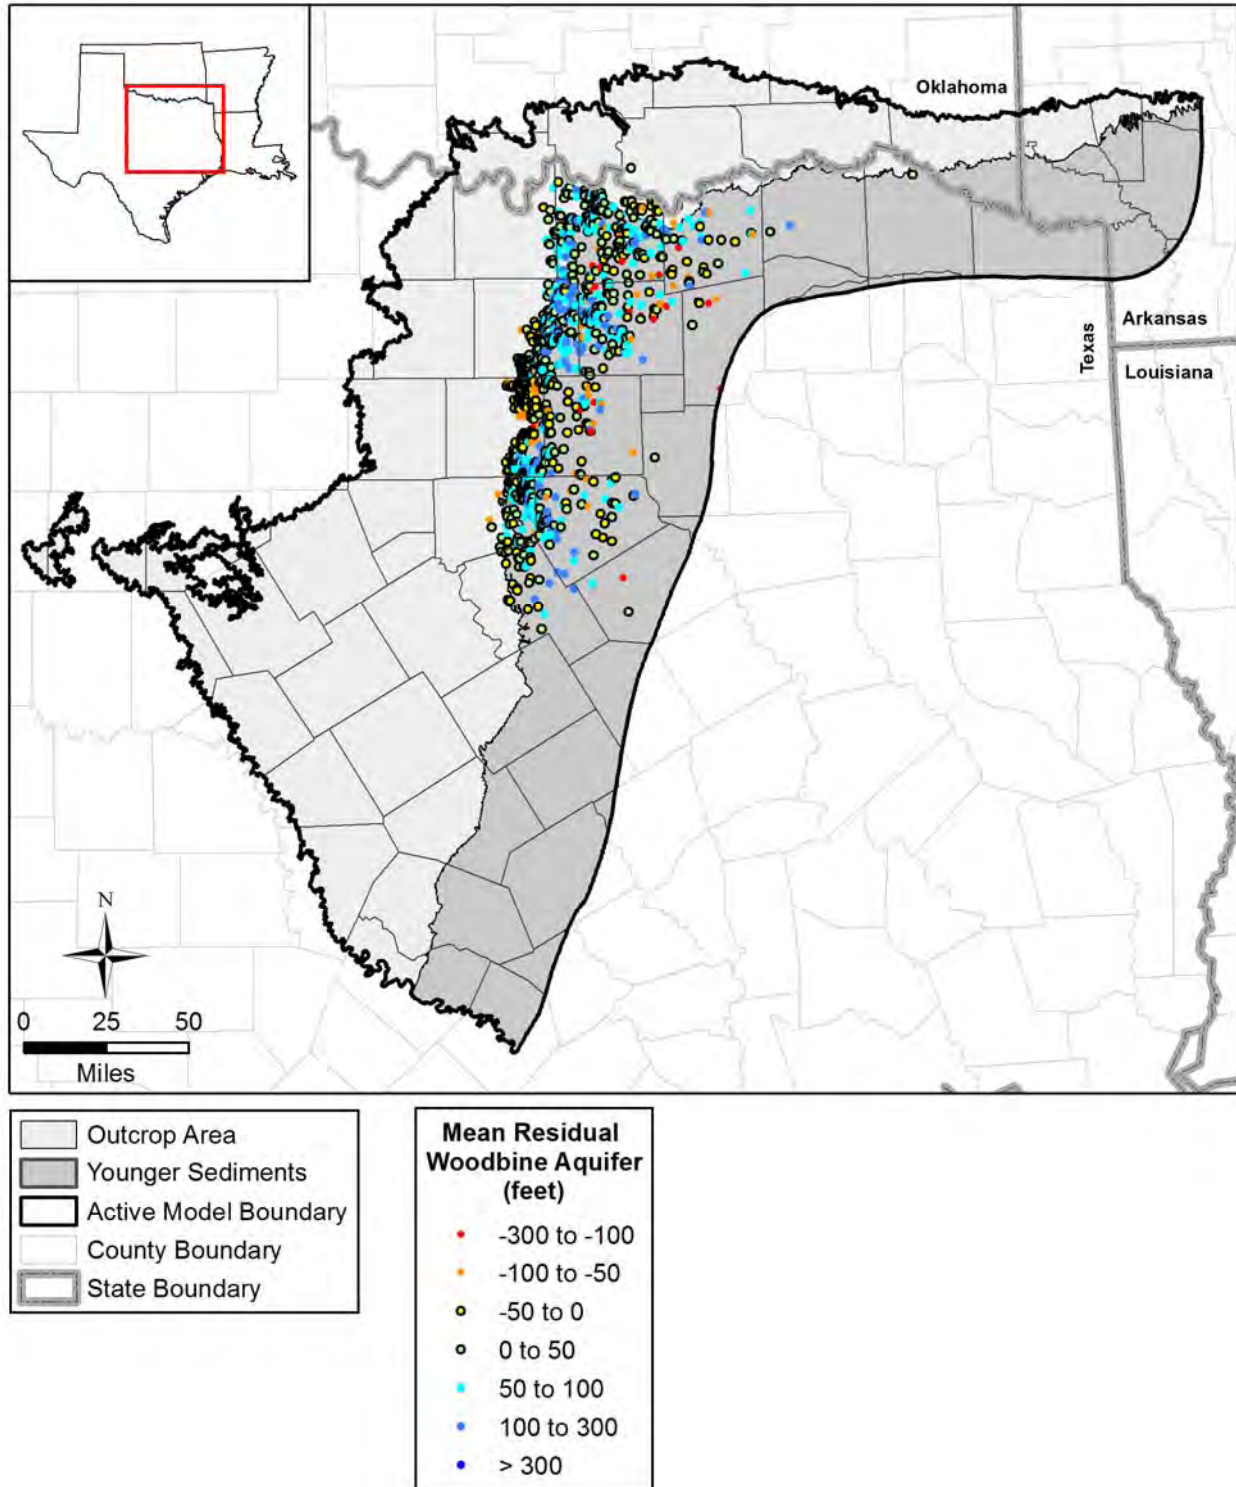 Oklahoma
Texas
Arkansas
Louisiana
N
0 25 50
Miles
Outcrop Area
Younger Sediments
Active Model Boundary
County Boundary
State Boundary
Mean Residual
Woodbine Aquifer
(feet)
-300 to -100
-100 to -50
-50 to 0
0 to 50
50 to 100
100 to 300
> 300